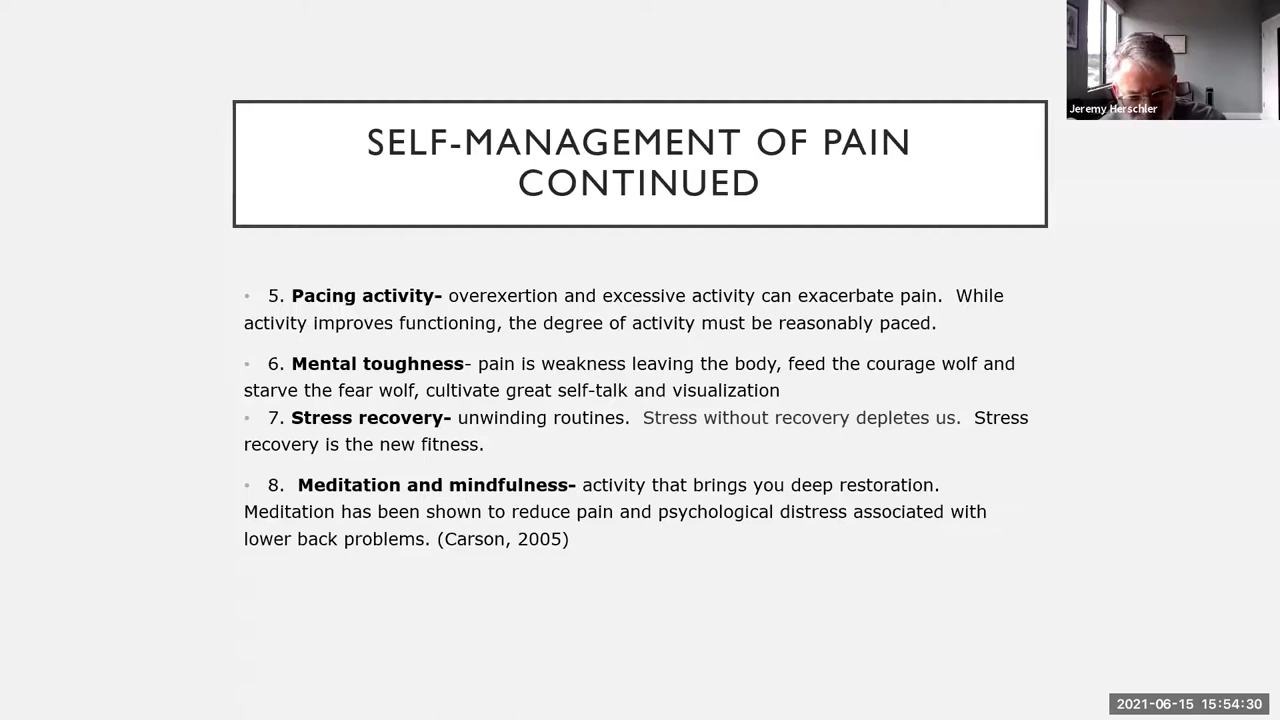 Jeremy Herschler
SELF-MANAGEMENT OF PAIN
CONTINUED
• 5. Pacing activity- overexertion and excessive activity can exacerbate pain.  While
activity improves functioning, the degree of activity must be reasonably paced.
• 6. Mental toughness- pain is weakness leaving the body, feed the courage wolf and
starve the fear wolf, cultivate great self-talk and visualization
• 7. Stress recovery- unwinding routines.  Stress without recovery depletes us.  Stress
recovery is the new fitness.
• 8.  Meditation and mindfulness- activity that brings you deep restoration.
Meditation has been shown to reduce pain and psychological distress associated with
lower back problems. (Carson, 2005)
2021-06-15 15:54:30